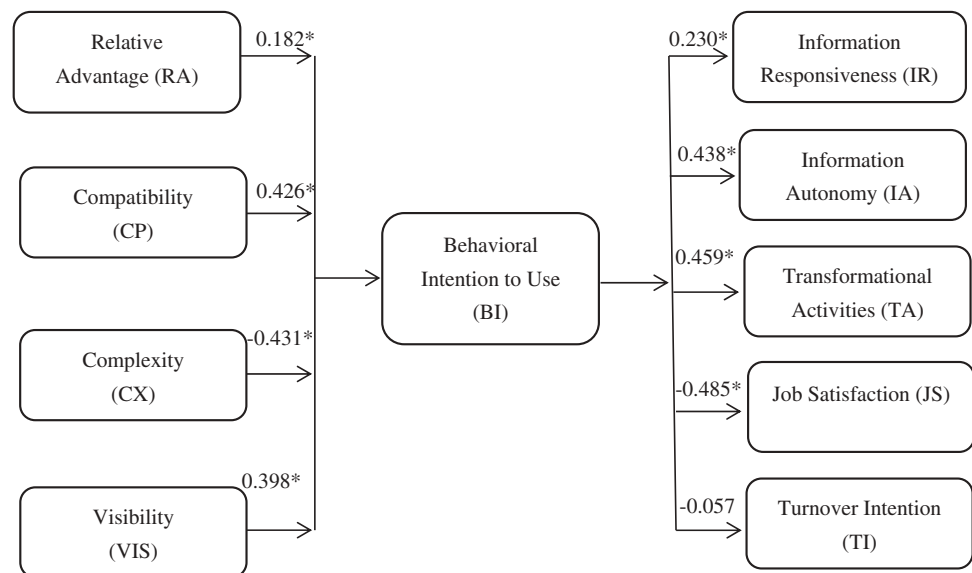 Relative
Advantage (RA)
0.182*
Compatibility
(CP)
0.426*
Complexity
(CX)
-0.431*
Visibility
(VIS)
0.398*
Behavioral
Intention to Use
(BI)
0.230*
Information
Responsiveness (IR)
0.438*
Information
Autonomy (IA)
0.459*
Transformational
Activities (TA)
-0.485*
Job Satisfaction (JS)
-0.057
Turnover Intention
(TI)